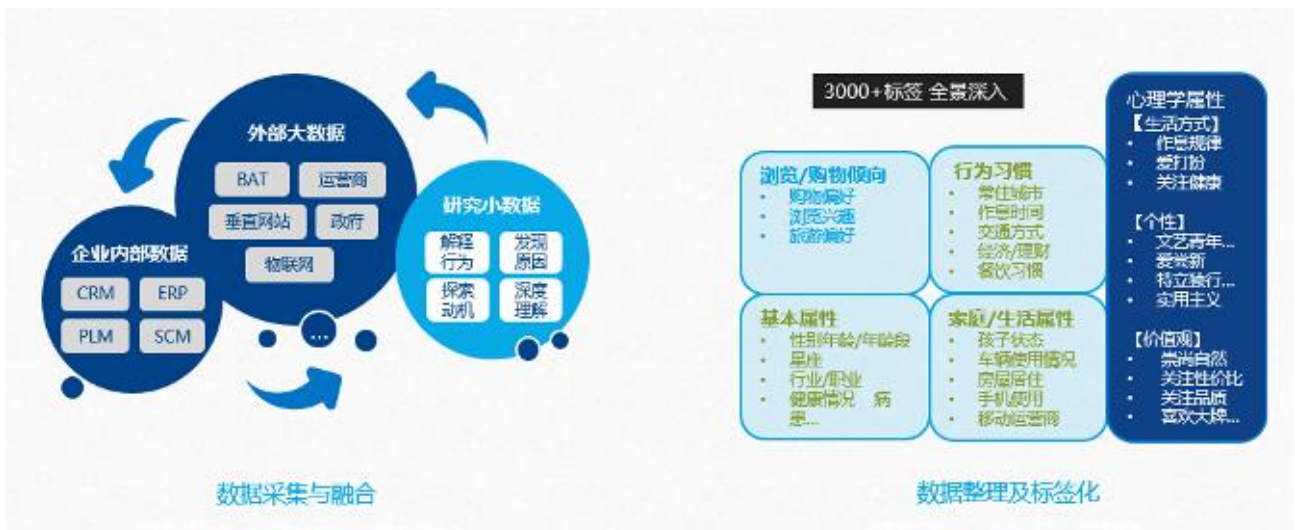 外部大数据
BAT
运营商
垂直网站
政府
物联网
企业内部数据
CRM
ERP
PLM
SCM
...
研究小数据
解释
行为
发现
原因
探索
动机
深度
理解
数据采集与融合
3000+标签 全景深入
浏览/购物倾向
• 购物偏好
• 浏览兴趣
• 旅游偏好
行为习惯
• 常住城市
• 作息时间
• 交通方式
• 经济/理财
• 餐饮习惯
基本属性
• 性别年龄/年龄段
• 星座
• 行业/职业
• 健康情况 病
患...
家庭/生活属性
• 孩子状态
• 车辆使用情况
• 房屋居住
• 手机使用
• 移动运营商
心理学属性
【生活方式】
• 作息规律
• 爱打扮
• 关注健康
【个性】
• 文艺青年...
• 爱尝新
• 特立独行...
• 实用主义
【价值观】
• 崇尚自然
• 关注性价比
• 关注品质
• 喜欢大牌...
数据整理及标签化